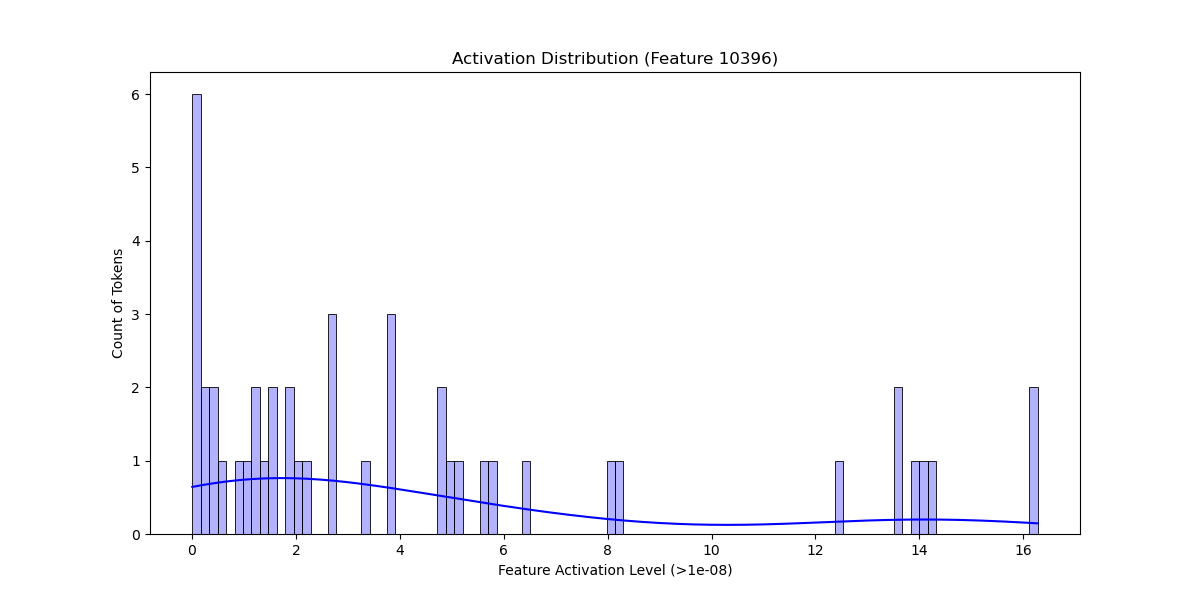 Activation Distribution (Feature 10396)
6
5
4
3
2
1
0
Count of Tokens
0 2 4 6 8 10 12 14 16
Feature Activation Level (>1e-08)